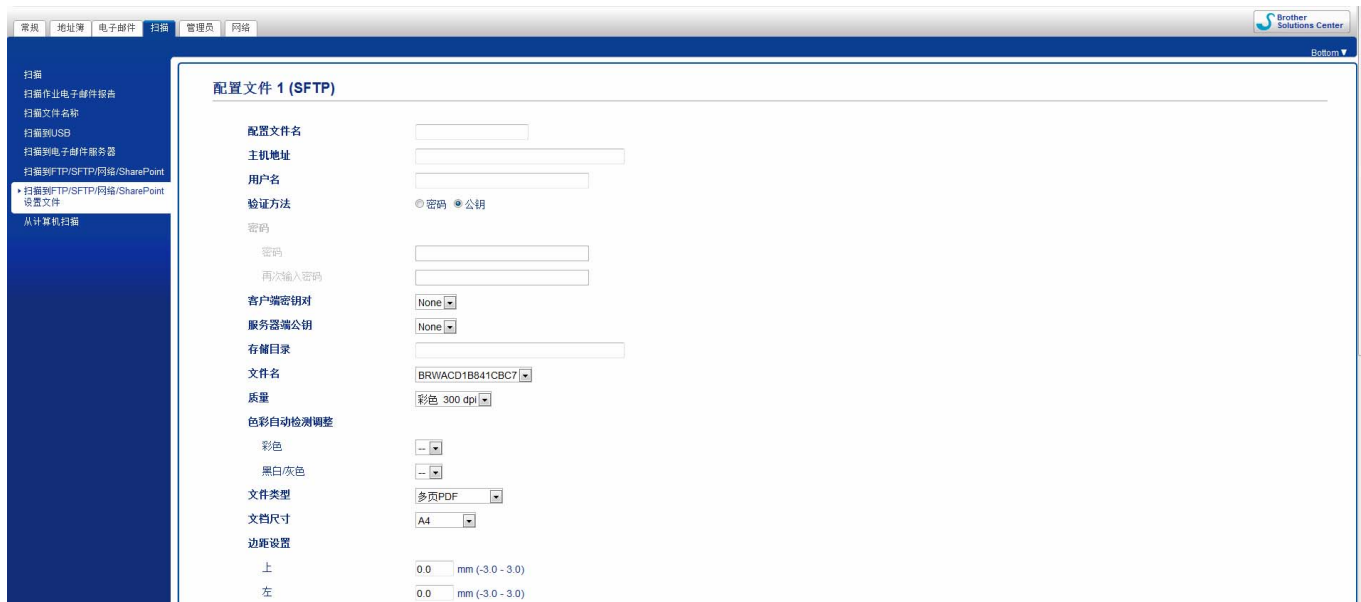 常规 地址簿 电子邮件 扫描 管理员 网络
Brother
Solutions Center
Bottom▼
扫描
扫描作业电子邮件报告
扫描文件名称
扫描到USB
扫描到电子邮件服务器
扫描到FTP/SFTP/网络/SharePoint
扫描到FTP/SFTP/网络/SharePoint
设置文件
从计算机扫描
配置文件 1 (SFTP)
配置文件名
主机地址
用户名
验证方法 密码 公钥
密码
密码
再次输入密码
客户端密钥对 None
服务器端公钥 None
存储目录
文件名 BRWACD1B841CBC7
质量 彩色 300 dpi
色彩自动检测调整
彩色 --
黑白/灰色 --
文件类型 多页PDF
文档尺寸 A4
边距设置
上 0.0 mm (-3.0 - 3.0)
左 0.0 mm (-3.0 - 3.0)